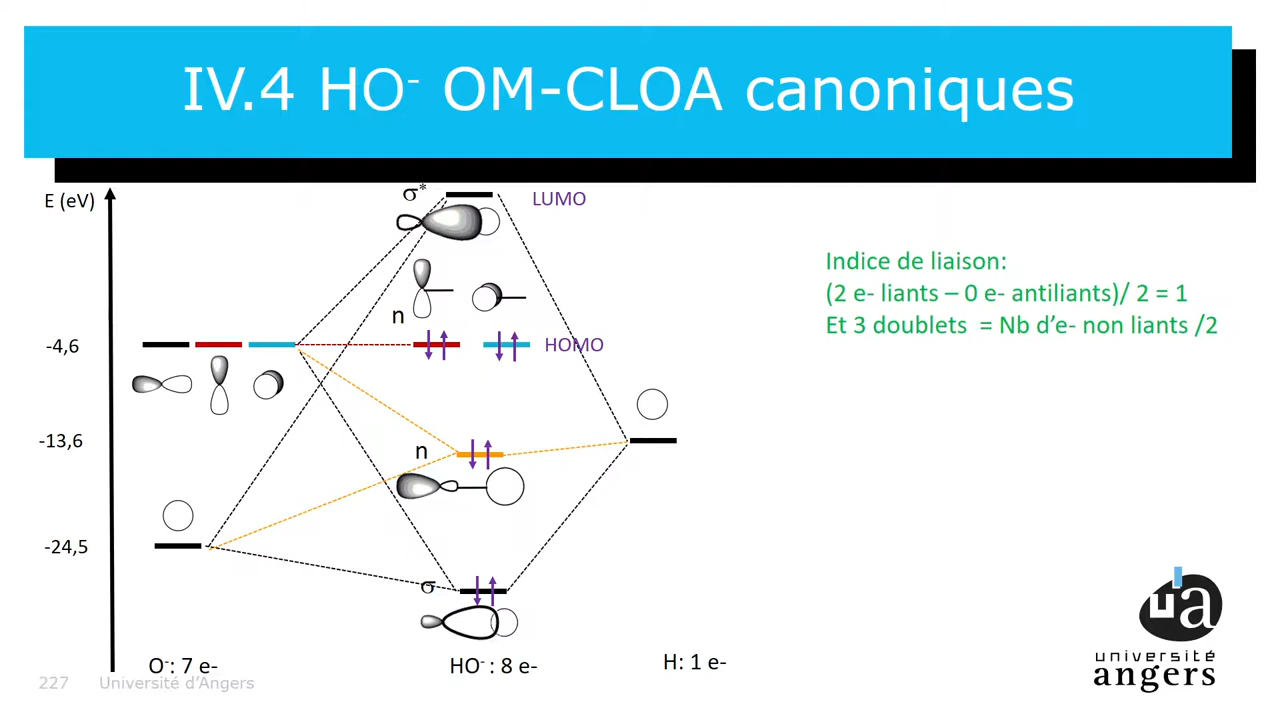 IV.4 HO⁻ OM-CLOA canoniques
E (eV)
σ*
LUMO
Indice de liaison:
(2 e- liants – 0 e- antiliants)/ 2 = 1
Et 3 doublets = Nb d’e- non liants /2
n
-4,6
HOMO
-13,6
n
-24,5
σ
O⁻: 7 e-
HO⁻ : 8 e-
H: 1 e-
227 Université d’Angers
ua
université
angers